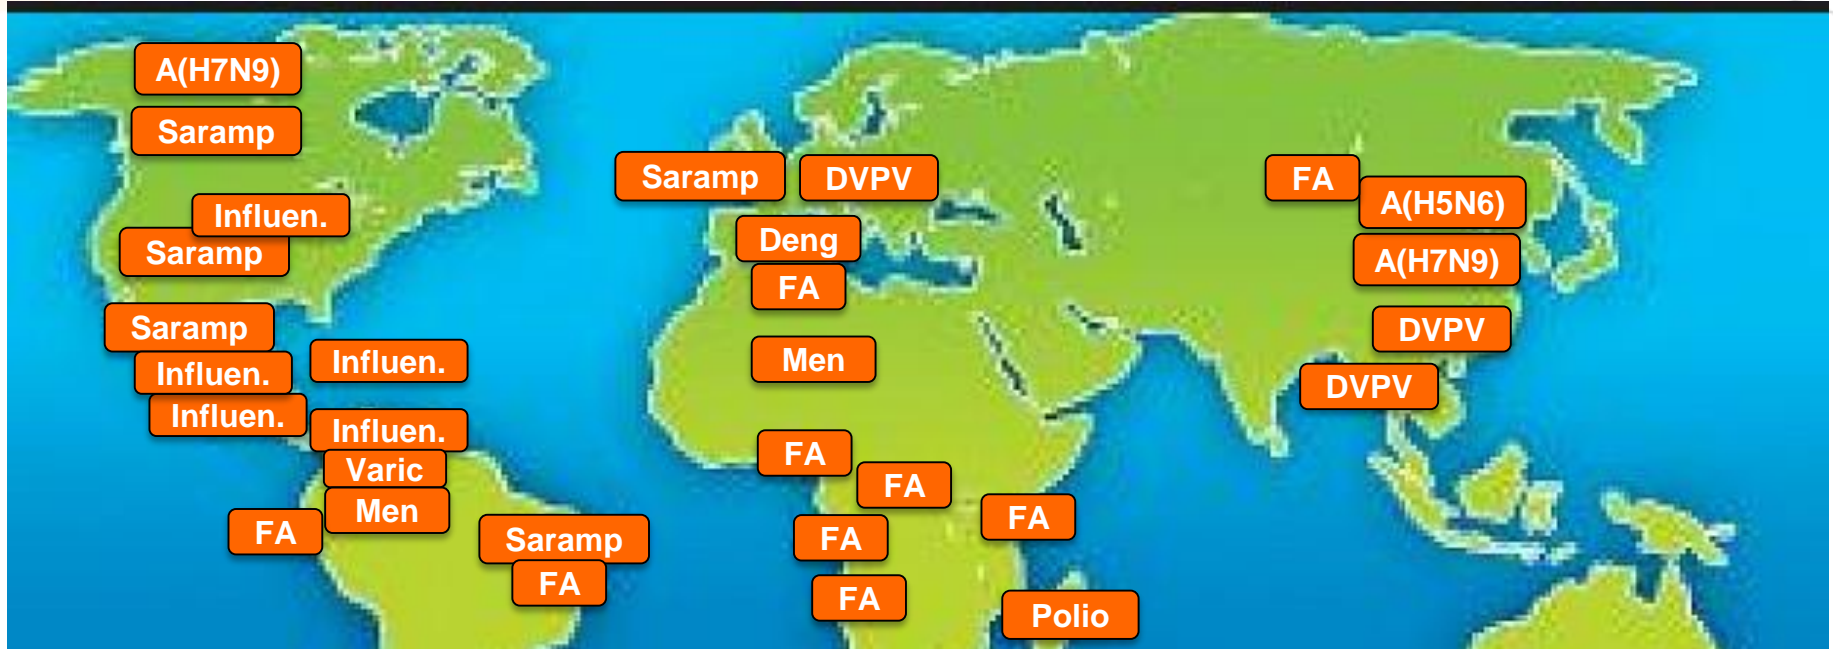 A(H7N9)
Saramp
Influen.
Saramp
Saramp
Influen.
Influen.
Influen.
Influen.
Varic
Men
FA
Saramp
FA
Saramp
DVPV
Deng
FA
Men
FA
FA
FA
FA
FA
Polio
FA
A(H5N6)
A(H7N9)
DVPV
DVPV